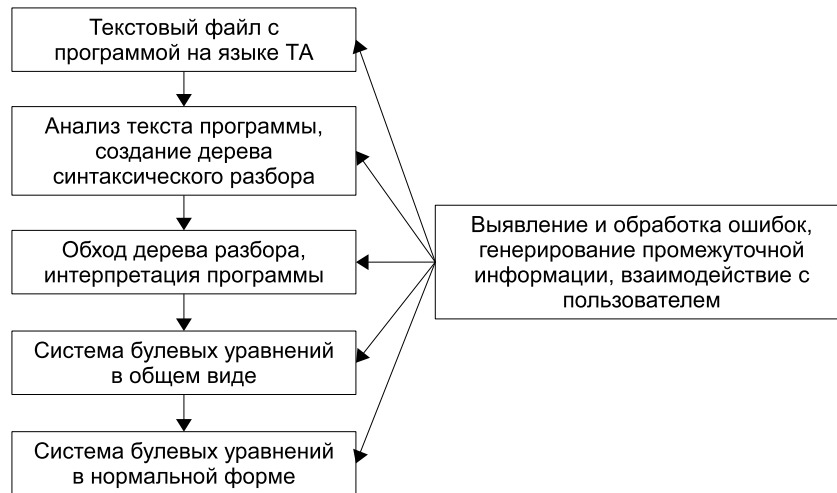 Текстовый файл с
программой на языке ТА
Анализ текста программы,
создание дерева
синтаксического разбора
Обход дерева разбора,
интерпретация программы
Система булевых уравнений
в общем виде
Система булевых уравнений
в нормальной форме
Выявление и обработка ошибок,
генерирование промежуточной
информации, взаимодействие с
пользователем